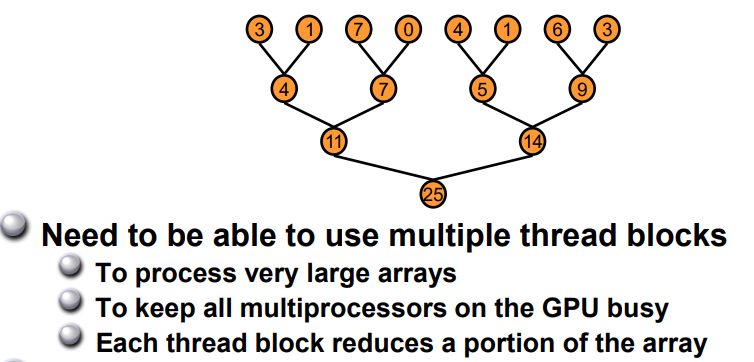 3 1 7 0 4 1 6 3
4 7 5 9
11 14
25
Need to be able to use multiple thread blocks
To process very large arrays
To keep all multiprocessors on the GPU busy
Each thread block reduces a portion of the array